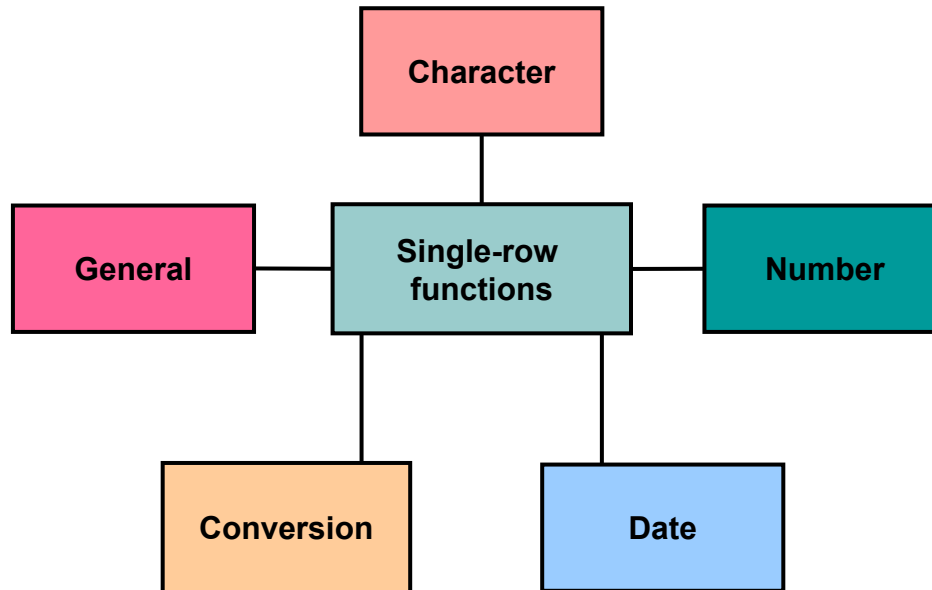 Character
General
Single-row
functions
Number
Conversion
Date